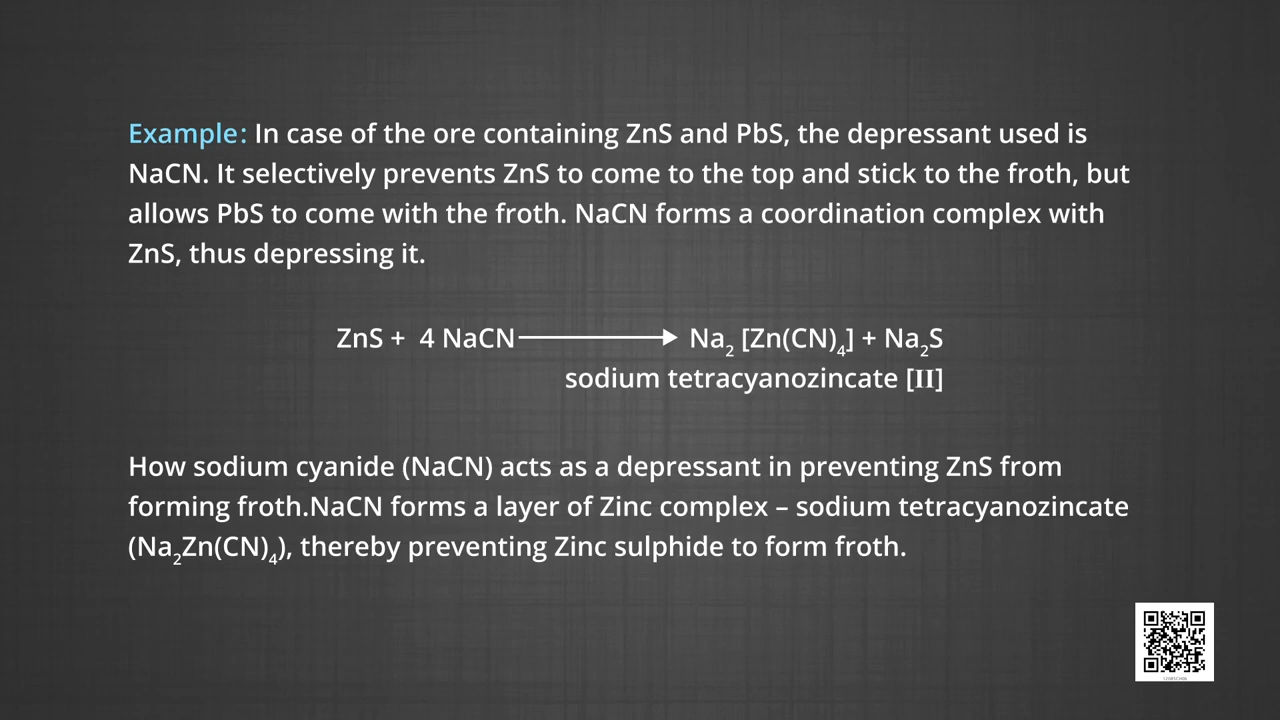 Example: In case of the ore containing ZnS and PbS, the depressant used is
NaCN. It selectively prevents ZnS to come to the top and stick to the froth, but
allows PbS to come with the froth. NaCN forms a coordination complex with
ZnS, thus depressing it.
ZnS + 4 NaCN ⟶ Na₂ [Zn(CN)₄] + Na₂S
sodium tetracyanozincate [II]
How sodium cyanide (NaCN) acts as a depressant in preventing ZnS from
forming froth.NaCN forms a layer of Zinc complex – sodium tetracyanozincate
(Na₂Zn(CN)₄), thereby preventing Zinc sulphide to form froth.